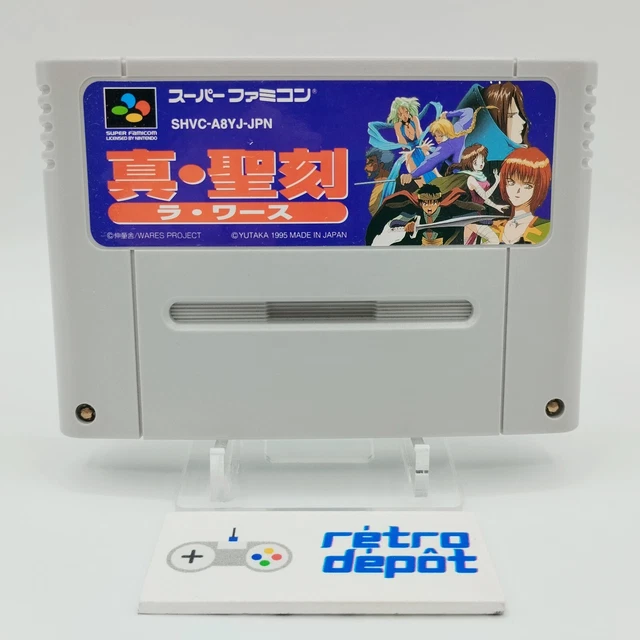 スーパーファミコン®
SUPER FAMICOM
LICENSED BY NINTENDO
SHVC-A8YJ-JPN
真・聖刻
ラ・ワース
/WARES PROJECT
©YUTAKA 1995 MADE IN JAPAN
rétro
dépôt